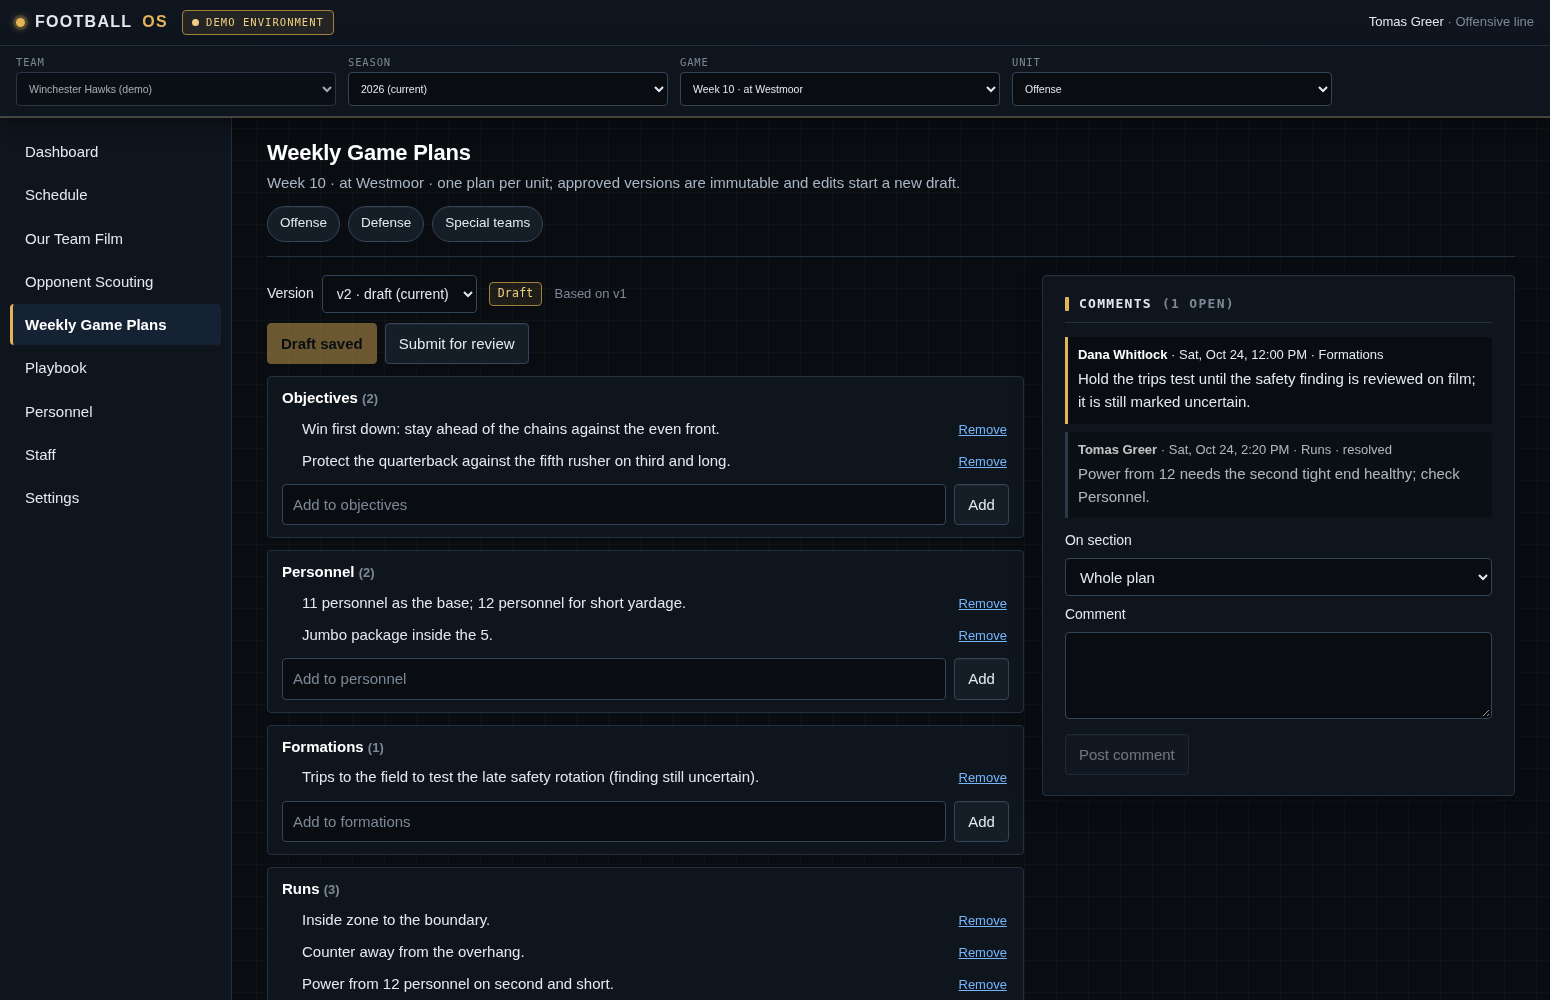 FOOTBALL OS
DEMO ENVIRONMENT
Tomas Greer · Offensive line
TEAM
Winchester Hawks (demo)
SEASON
2026 (current)
GAME
Week 10 · at Westmoor
UNIT
Offense
Dashboard
Schedule
Our Team Film
Opponent Scouting
Weekly Game Plans
Playbook
Personnel
Staff
Settings
Weekly Game Plans
Week 10 · at Westmoor · one plan per unit; approved versions are immutable and edits start a new draft.
Offense
Defense
Special teams
Version
v2 · draft (current)
Draft
Based on v1
Draft saved
Submit for review
Objectives (2)
Win first down: stay ahead of the chains against the even front.
Remove
Protect the quarterback against the fifth rusher on third and long.
Remove
Add to objectives
Add
Personnel (2)
11 personnel as the base; 12 personnel for short yardage.
Remove
Jumbo package inside the 5.
Remove
Add to personnel
Add
Formations (1)
Trips to the field to test the late safety rotation (finding still uncertain).
Remove
Add to formations
Add
Runs (3)
Inside zone to the boundary.
Remove
Counter away from the overhang.
Remove
Power from 12 personnel on second and short.
Remove
COMMENTS (1 OPEN)
Dana Whitlock · Sat, Oct 24, 12:00 PM · Formations
Hold the trips test until the safety finding is reviewed on film;
it is still marked uncertain.
Tomas Greer · Sat, Oct 24, 2:20 PM · Runs · resolved
Power from 12 needs the second tight end healthy; check
Personnel.
On section
Whole plan
Comment
Post comment